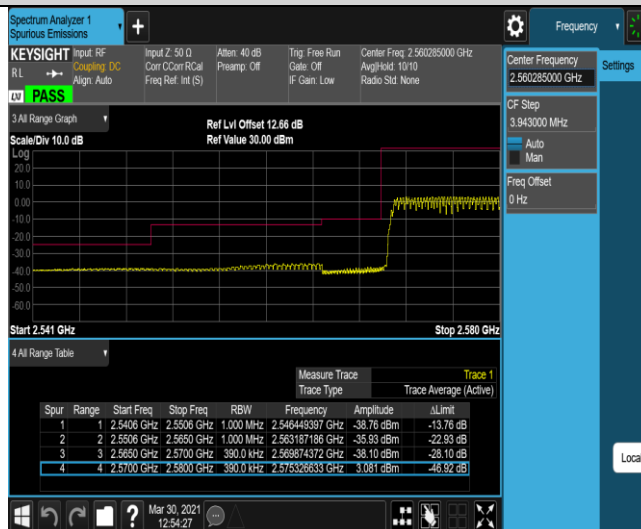 Spectrum Analyzer 1
Spurious Emissions
Frequency
KEYSIGHT
RL
LXI
PASS
Input: RF
Coupling: DC
Align: Auto
Input Z: 50 Ω
Corr CCorr RCal
Freq Ref: Int (S)
Atten: 40 dB
Preamp: Off
Trig: Free Run
Gate: Off
IF Gain: Low
Center Freq: 2.560285000 GHz
Avg|Hold: 10/10
Radio Std: None
Center Frequency
2.560285000 GHz
Settings
CF Step
3.943000 MHz
Auto
Man
Freq Offset
0 Hz
3 All Range Graph
Scale/Div 10.0 dB
Ref Lvl Offset 12.66 dB
Ref Value 30.00 dBm
Log
20.0
10.0
0.00
-10.0
-20.0
-30.0
-40.0
-50.0
-60.0
Start 2.541 GHz
Stop 2.580 GHz
4 All Range Table
Measure Trace Trace 1
Trace Type Trace Average (Active)
Spur Range Start Freq Stop Freq RBW Frequency Amplitude ΔLimit
1 1 2.5406 GHz 2.5506 GHz 1.000 MHz 2.546449397 GHz -38.76 dBm -13.76 dB
2 2 2.5506 GHz 2.5650 GHz 1.000 MHz 2.563187186 GHz -35.93 dBm -22.93 dB
3 3 2.5650 GHz 2.5700 GHz 390.0 kHz 2.569874372 GHz -38.10 dBm -28.10 dB
4 4 2.5700 GHz 2.5800 GHz 390.0 kHz 2.575326633 GHz 3.081 dBm -46.92 dB
Local
Mar 30, 2021
12:54:27